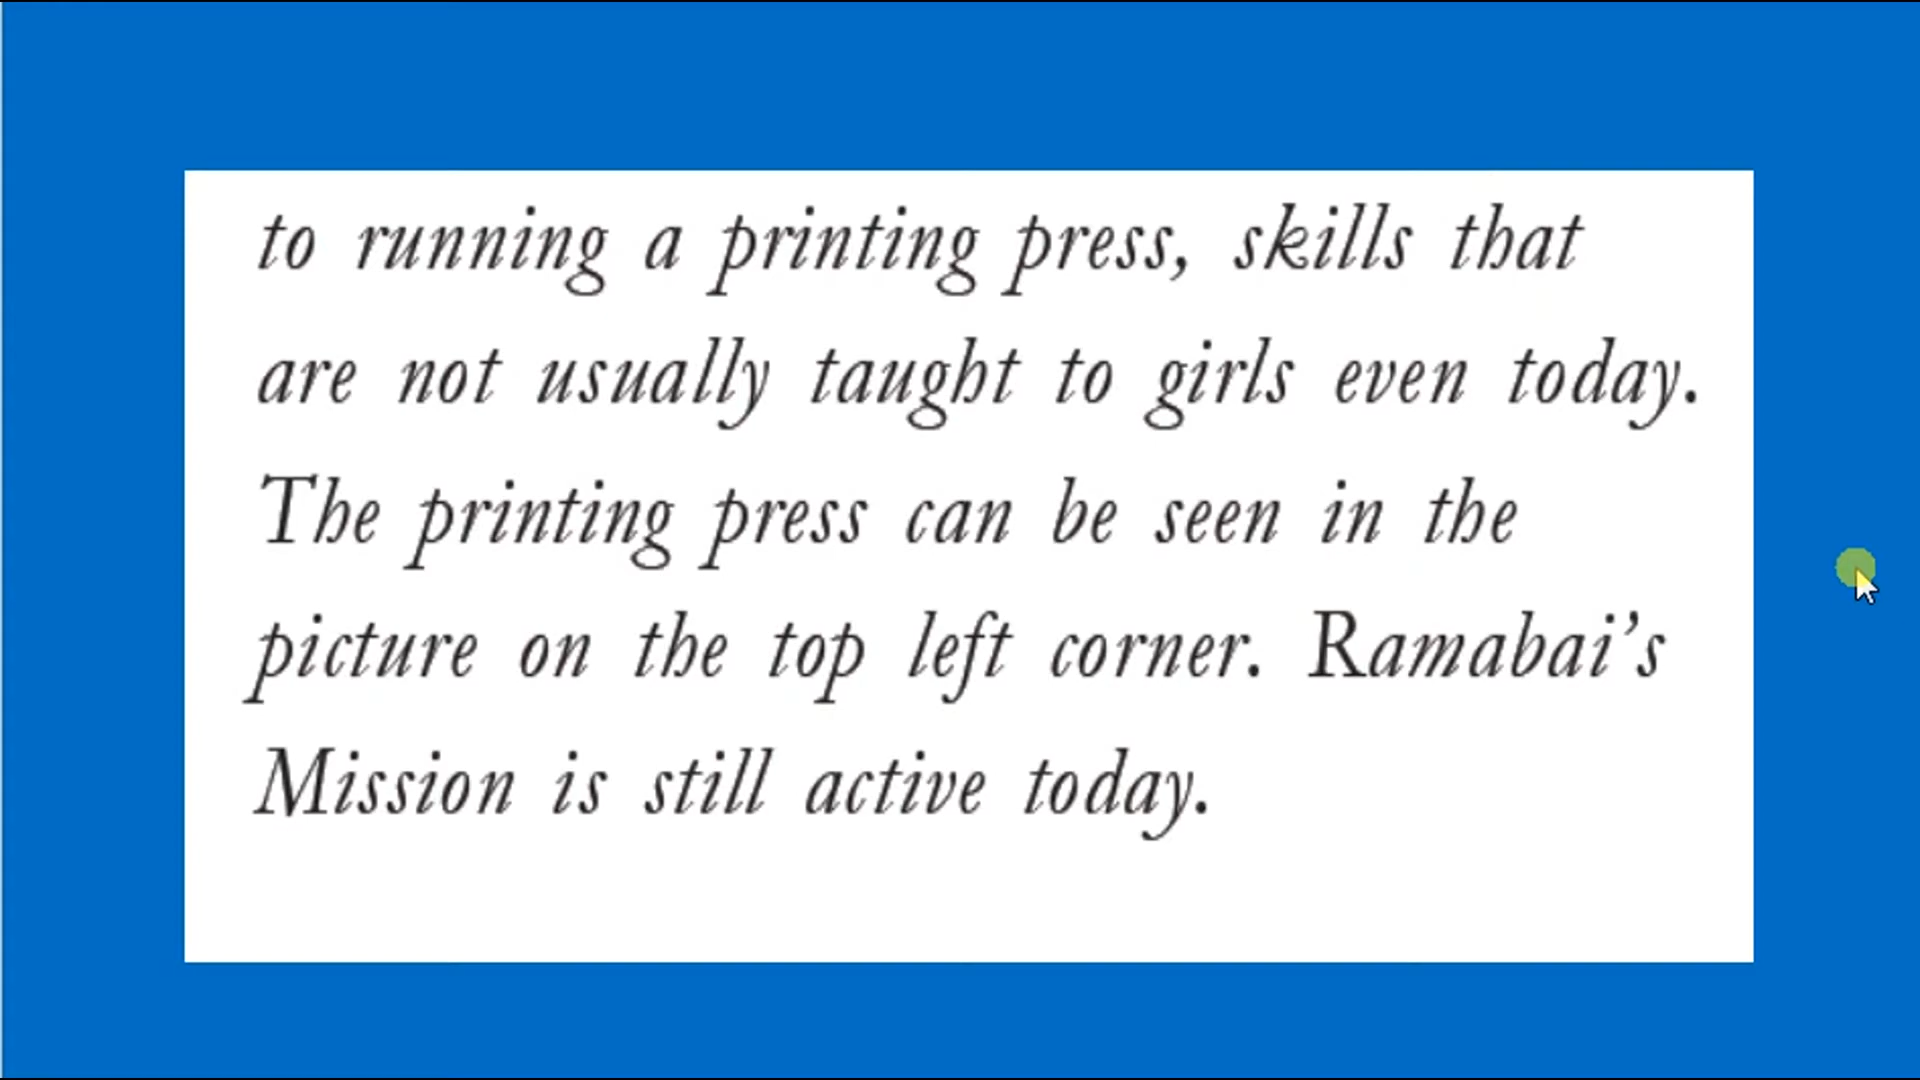 to running a printing press, skills that
are not usually taught to girls even today.
The printing press can be seen in the
picture on the top left corner. Ramabai’s
Mission is still active today.